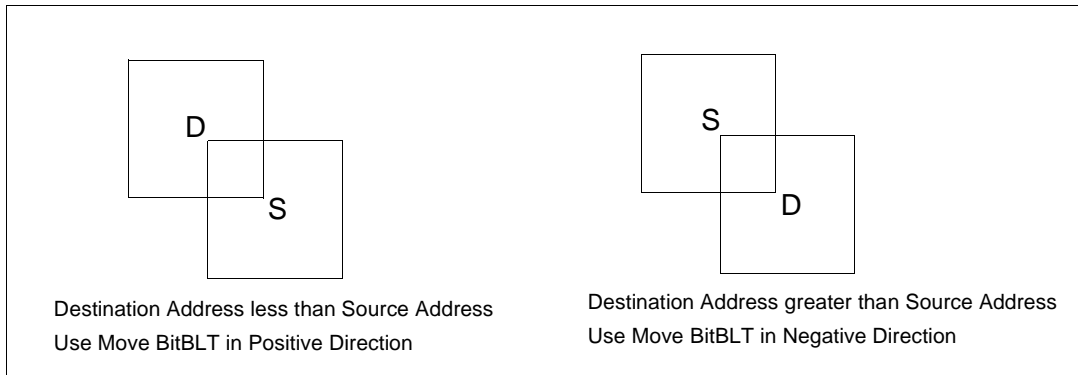 D
S
Destination Address less than Source Address
Use Move BitBLT in Positive Direction
S
D
Destination Address greater than Source Address
Use Move BitBLT in Negative Direction